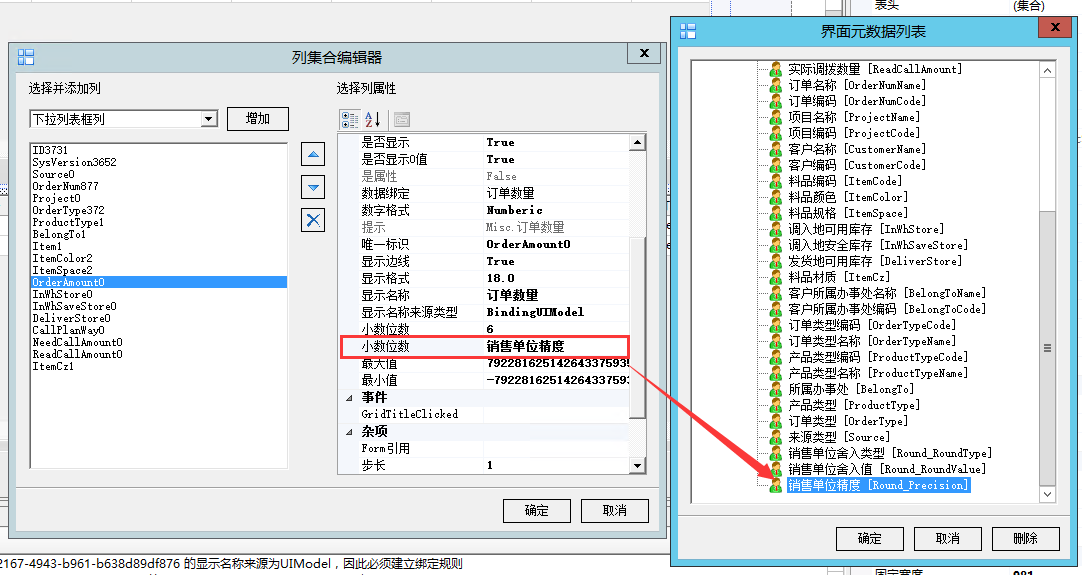 表头
(集合)
列集合编辑器
X
选择并添加列
下拉列表框列
增加
ID3731
SysVersion3652
Source0
OrderNum877
Project0
OrderType372
ProductType1
BelongTo1
Item1
ItemColor2
ItemSpace2
OrderAmount0
InWhStore0
InWhSaveStore0
DeliverStore0
CallPlanWay0
NeedCallAmount0
ReadCallAmount0
ItemCz1
选择列属性
是否显示 True
是否显示0值 True
是属性 False
数据绑定 订单数量
数字格式 Numberic
提示 Misc.订单数量
唯一标识 OrderAmount0
显示边线 True
显示格式 18.0
显示名称 订单数量
显示名称来源类型 BindingUIModel
小数位数 6
小数位数 销售单位精度
最大值 7922816251426433759
最小值 -792281625142643375
事件
GridTitleClicked
杂项
Form引用
步长 1
确定
取消
界面元数据列表
X
实际调拨数量 [ReadCallAmount]
订单名称 [OrderNumName]
订单编码 [OrderNumCode]
项目名称 [ProjectName]
项目编码 [ProjectCode]
客户名称 [CustomerName]
客户编码 [CustomerCode]
料品编码 [ItemCode]
料品颜色 [ItemColor]
料品规格 [ItemSpace]
调入地可用库存 [InWhStore]
调入地安全库存 [InWhSaveStore]
发货地可用库存 [DeliverStore]
料品材质 [ItemCz]
客户所属办事处名称 [BelongToName]
客户所属办事处编码 [BelongToCode]
订单类型编码 [OrderTypeCode]
订单类型名称 [OrderTypeName]
产品类型编码 [ProductTypeCode]
产品类型名称 [ProductTypeName]
所属办事处 [BelongTo]
产品类型 [ProductType]
订单类型 [OrderType]
来源类型 [Source]
销售单位舍入类型 [Round_RoundType]
销售单位舍入值 [Round_RoundValue]
销售单位精度 [Round_Precision]
确定
取消
删除
2167-4943-b961-b638d89df876 的显示名称来源为UIModel，因此必须建立绑定规则
固定宽度
981